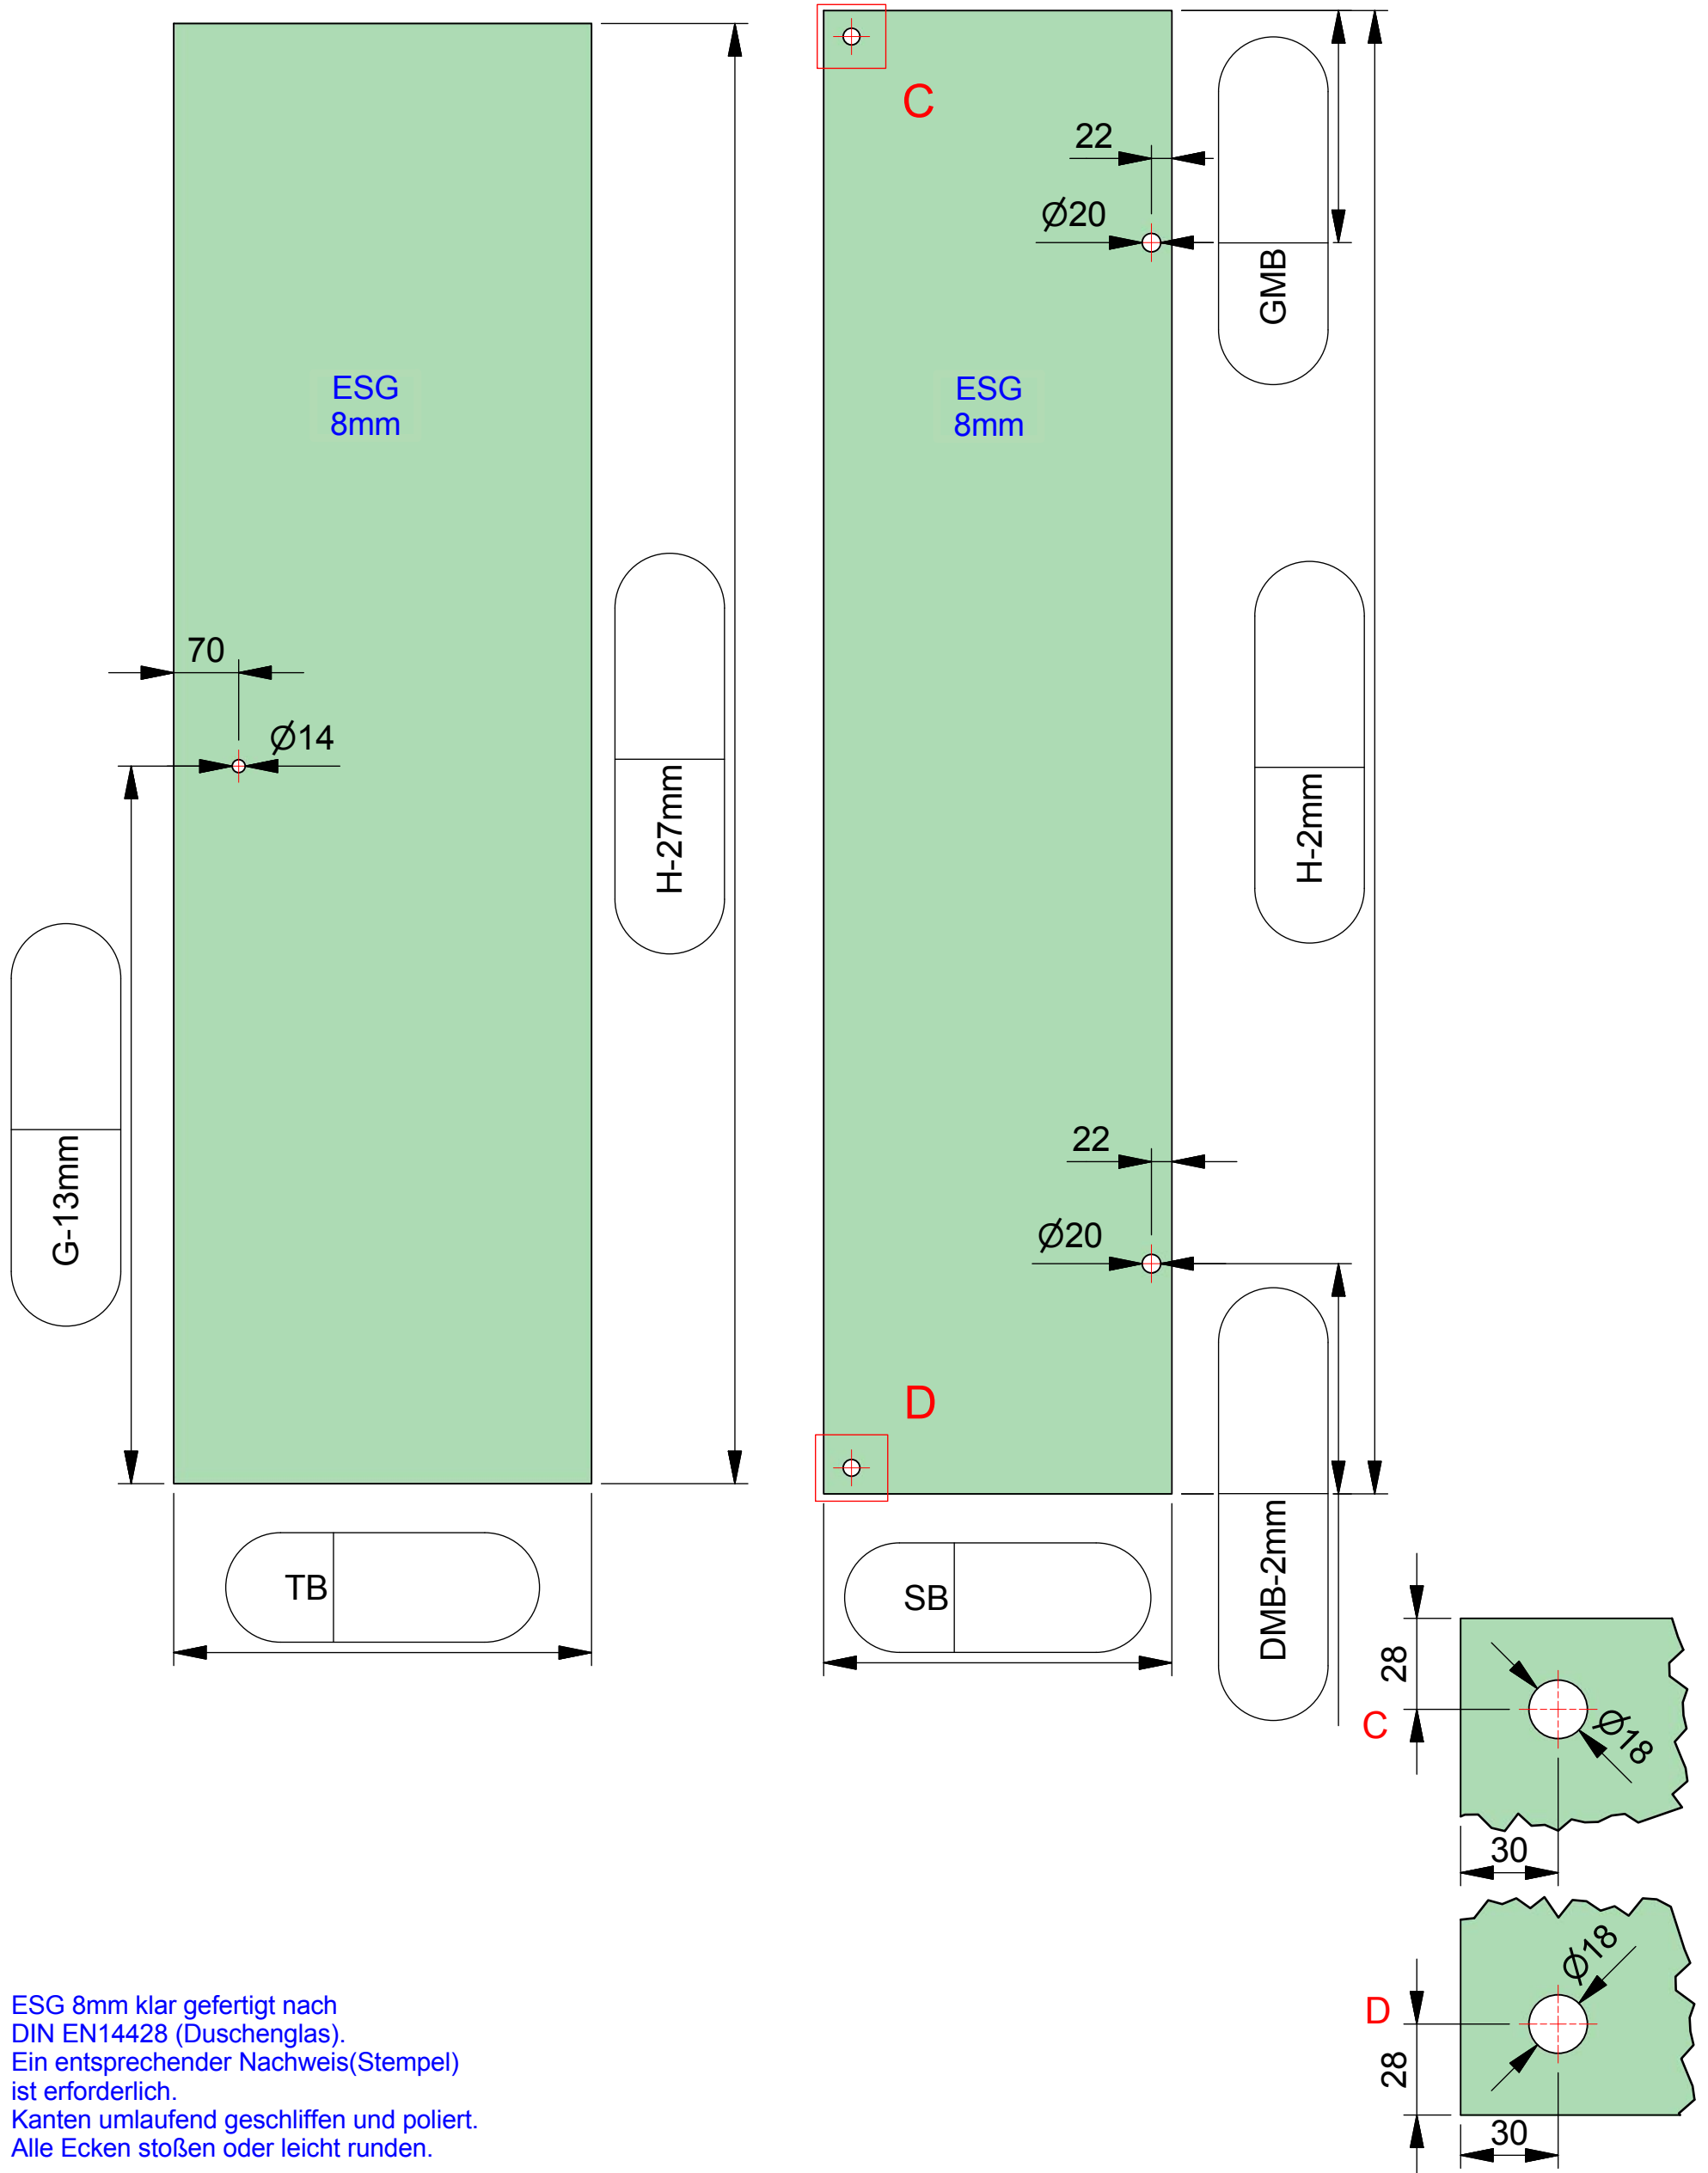 C
22
Ø20
GMB
ESG
8mm
ESG
8mm
70
Ø14
H-27mm
H-2mm
G-13mm
22
Ø20
D
TB
SB
DMB-2mm
28
C
Ø18
30
Ø18
D
28
30
ESG 8mm klar gefertigt nach
DIN EN14428 (Duschenglas).
Ein entsprechender Nachweis(Stempel)
ist erforderlich.
Kanten umlaufend geschliffen und poliert.
Alle Ecken stoßen oder leicht runden.